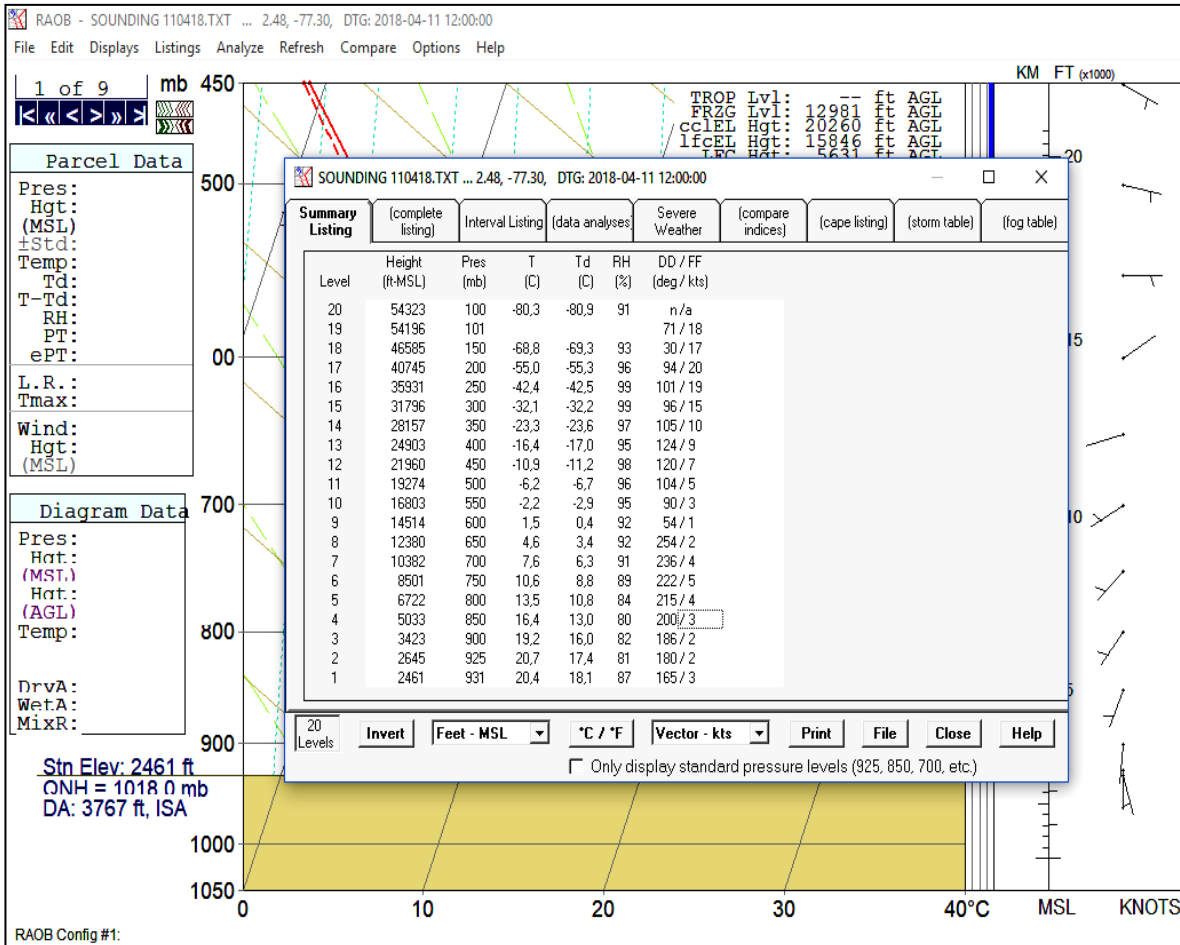 RAOB - SOUNDING 110418.TXT ... 2.48, -77.30, DTG: 2018-04-11 12:00:00
File Edit Displays Listings Analyze Refresh Compare Options Help
1 of 9
|< « < > » >|
mb
450
500
00
700
800
900
1000
1050
KM FT (x1000)
TROP Lvl: -- ft AGL
FRZG Lvl: 12981 ft AGL
cclEL Hgt: 20260 ft AGL
lfcEL Hgt: 15846 ft AGL
LFC Hgt: 5631 ft AGL
Parcel Data
Pres:
Hgt:
(MSL)
±Std:
Temp:
Td:
T-Td:
RH:
PT:
ePT:
L.R.:
Tmax:
Wind:
Hgt:
(MSL)
Diagram Data
Pres:
Hgt:
(MSL)
Hgt:
(AGL)
Temp:
DryA:
WetA:
MixR:
Stn Elev: 2461 ft
QNH = 1018.0 mb
DA: 3767 ft, ISA
SOUNDING 110418.TXT ... 2.48, -77.30, DTG: 2018-04-11 12:00:00
Summary Listing (complete listing) Interval Listing (data analyses) Severe Weather (compare indices) (cape listing) (storm table) (fog table)
Height Pres T Td RH DD / FF
Level (ft-MSL) (mb) (C) (C) (%) (deg / kts)
20 54323 100 -80,3 -80,9 91 n/a
19 54196 101 71 / 18
18 46585 150 -68,8 -69,3 93 30 / 17
17 40745 200 -55,0 -55,3 96 94 / 20
16 35931 250 -42,4 -42,5 99 101 / 19
15 31796 300 -32,1 -32,2 99 96 / 15
14 28157 350 -23,3 -23,6 97 105 / 10
13 24903 400 -16,4 -17,0 95 124 / 9
12 21960 450 -10,9 -11,2 98 120 / 7
11 19274 500 -6,2 -6,7 96 104 / 5
10 16803 550 -2,2 -2,9 95 90 / 3
9 14514 600 1,5 0,4 92 54 / 1
8 12380 650 4,6 3,4 92 254 / 2
7 10382 700 7,6 6,3 91 236 / 4
6 8501 750 10,6 8,8 89 222 / 5
5 6722 800 13,5 10,8 84 215 / 4
4 5033 850 16,4 13,0 80 200 / 3
3 3423 900 19,2 16,0 82 186 / 2
2 2645 925 20,7 17,4 81 180 / 2
1 2461 931 20,4 18,1 87 165 / 3
20 Levels Invert Feet - MSL °C / °F Vector - kts Print File Close Help
Only display standard pressure levels (925, 850, 700, etc.)
20
15
10
5
0 10 20 30 40°C MSL KNOTS
RAOB Config #1: